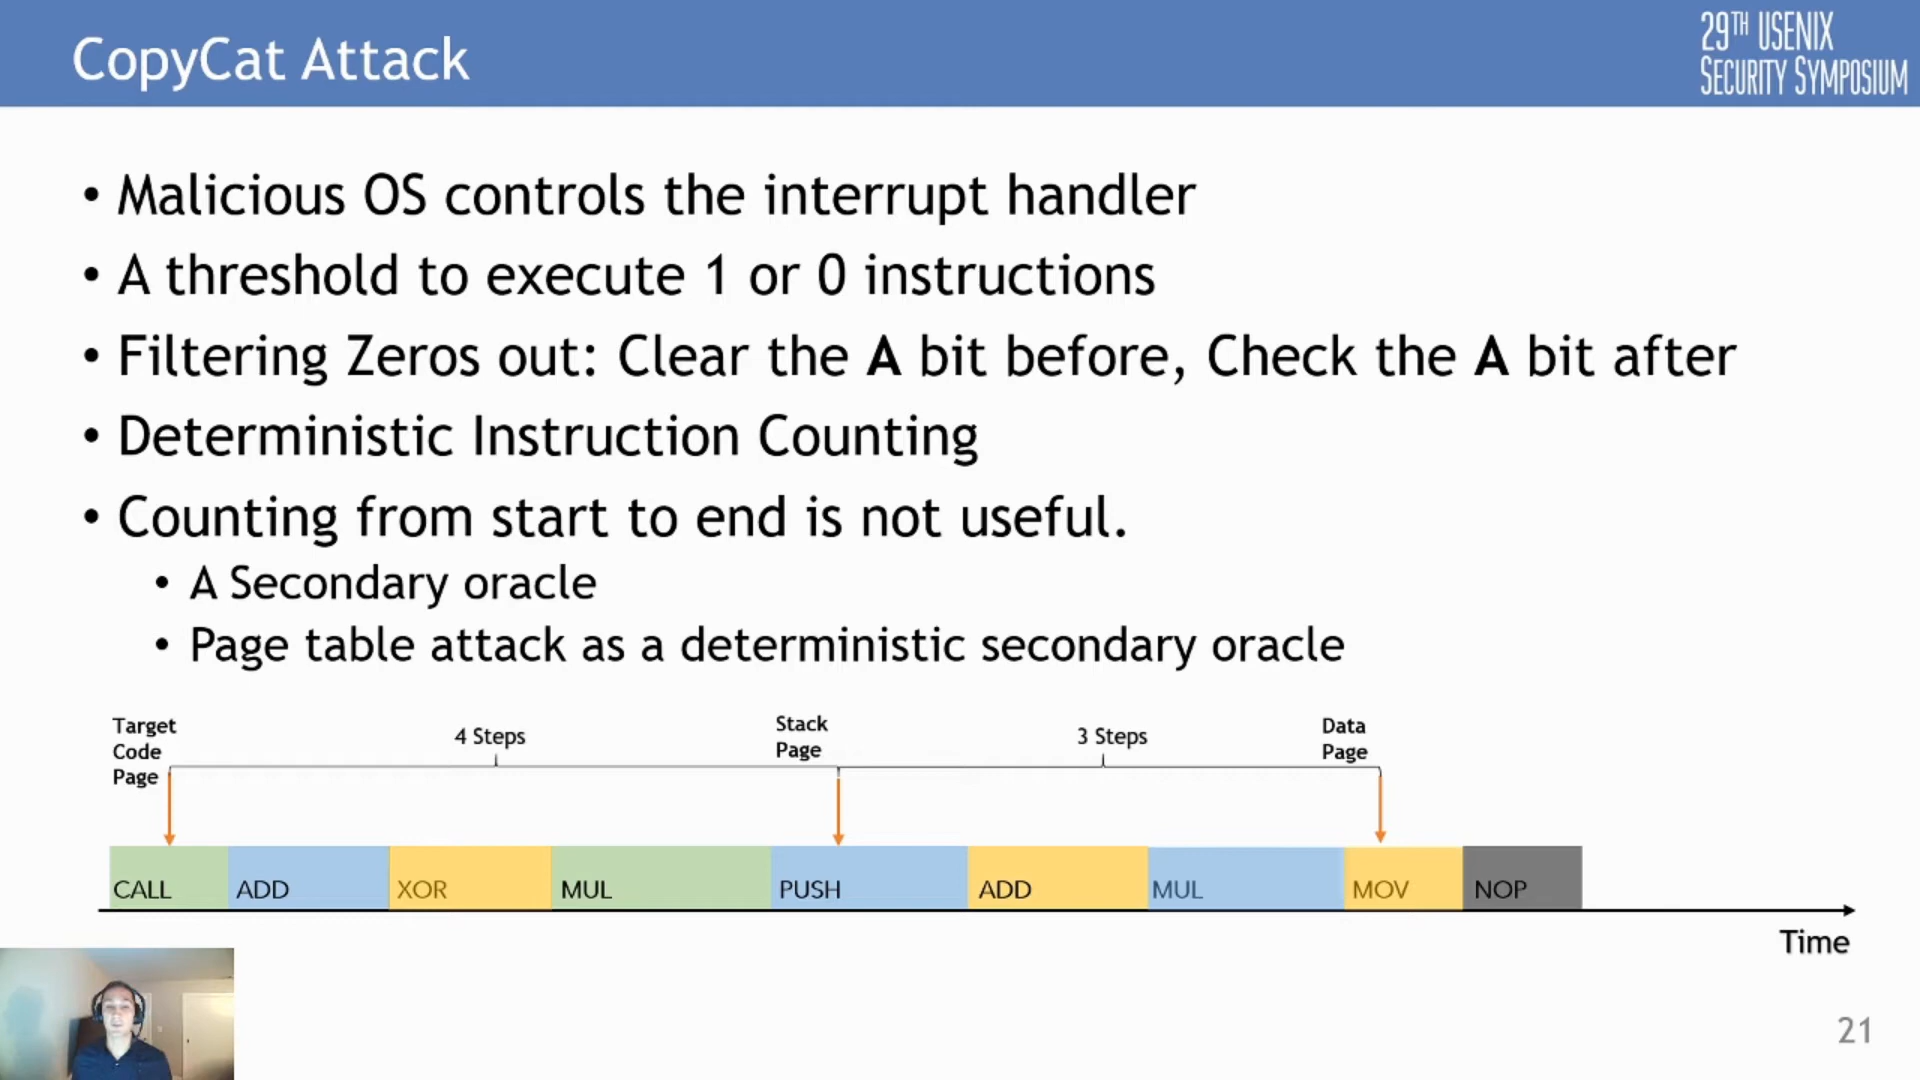 CopyCat Attack
29TH USENIX
SECURITY SYMPOSIUM
• Malicious OS controls the interrupt handler
• A threshold to execute 1 or 0 instructions
• Filtering Zeros out: Clear the A bit before, Check the A bit after
• Deterministic Instruction Counting
• Counting from start to end is not useful.
• A Secondary oracle
• Page table attack as a deterministic secondary oracle
Target
Code
Page
4 Steps
Stack
Page
3 Steps
Data
Page
CALL ADD XOR MUL PUSH ADD MUL MOV NOP
Time
21